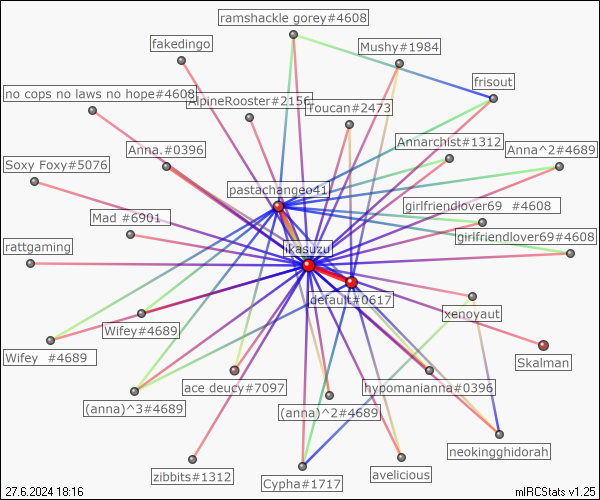 ramshackle gorey#4608
fakedingo
Mushy#1984
frisout
no cops no laws no hope#4608
AlpineRooster#2156
Toucan#2473
Annarchist#1312
Anna.#0396
Anna^2#4689
Soxy Foxy#5076
pastachangeo41
girlfriendlover69 #4608
Mad #6901
girlfriendlover69#4608
rattgaming
ikasuzu
default#0617
xenoyaut
Wifey#4689
Wifey #4689
Skalman
ace deucy#7097
hypomanianna#0396
(anna)^3#4689
(anna)^2#4689
neokingghidorah
zibbits#1312
Cypha#1717
avelicious
27.6.2024 18:16
mIRCStats v1.25